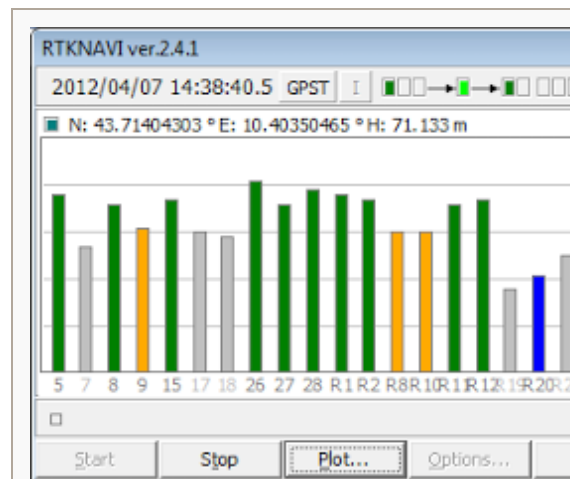 RTKNAVI ver.2.4.1
2012/04/07 14:38:40.5 GPST I
N: 43.71404303 ° E: 10.40350465 ° H: 71.133 m
5 7 8 9 15 17 18 26 27 28 R1 R2 R8 R10 R11 R12 R19 R20
Start Stop Plot... Options...